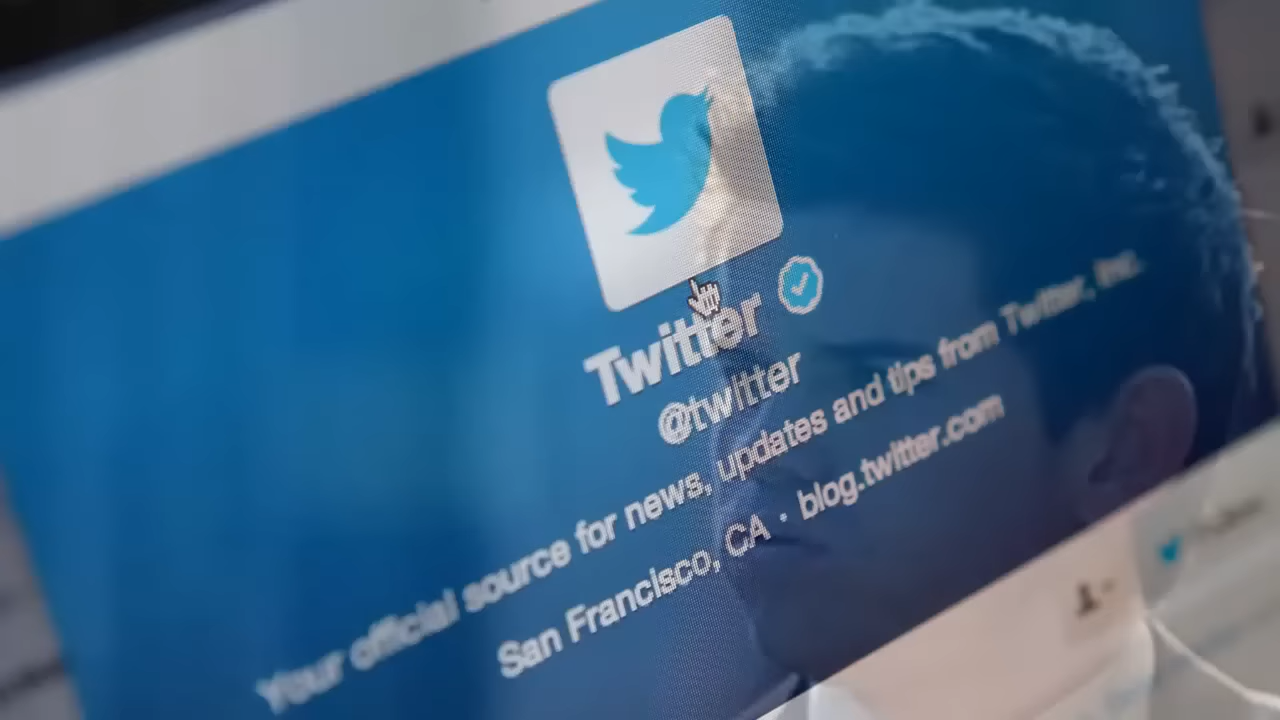 Twitter
@twitter
Your official source for news, updates and tips from Twitter, Inc.
San Francisco, CA · blog.twitter.com